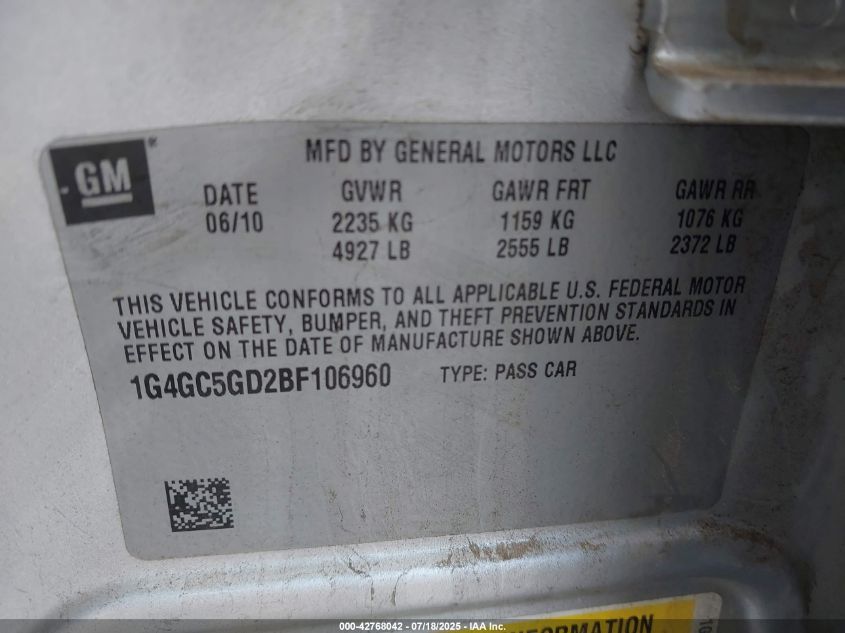 GM
MFD BY GENERAL MOTORS LLC
DATE GVWR GAWR FRT GAWR RR
06/10 2235 KG 1159 KG 1076 KG
4927 LB 2555 LB 2372 LB
THIS VEHICLE CONFORMS TO ALL APPLICABLE U.S. FEDERAL MOTOR
VEHICLE SAFETY, BUMPER, AND THEFT PREVENTION STANDARDS IN
EFFECT ON THE DATE OF MANUFACTURE SHOWN ABOVE.
1G4GC5GD2BF106960 TYPE: PASS CAR
INFORMATION
000-42768042 - 07/18/2025 - IAA Inc.